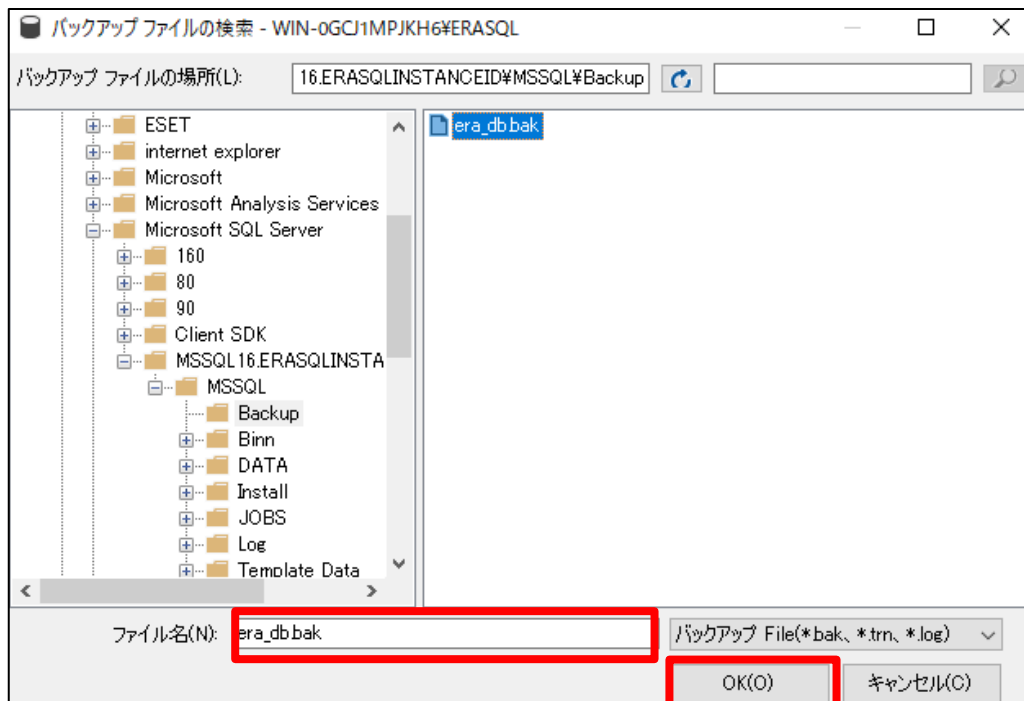 バックアップ ファイルの検索 - WIN-0GCJ1MPJKH6¥ERASQL
バックアップ ファイルの場所(L):
16.ERASQLINSTANCEID¥MSSQL¥Backup
ESET
internet explorer
Microsoft
Microsoft Analysis Services
Microsoft SQL Server
160
80
90
Client SDK
MSSQL16.ERASQLINSTA
MSSQL
Backup
Binn
DATA
Install
JOBS
Log
Template Data
era_db.bak
ファイル名(N):
era_db.bak
バックアップ File(*.bak、*.trn、*.log)
OK(O)
キャンセル(C)